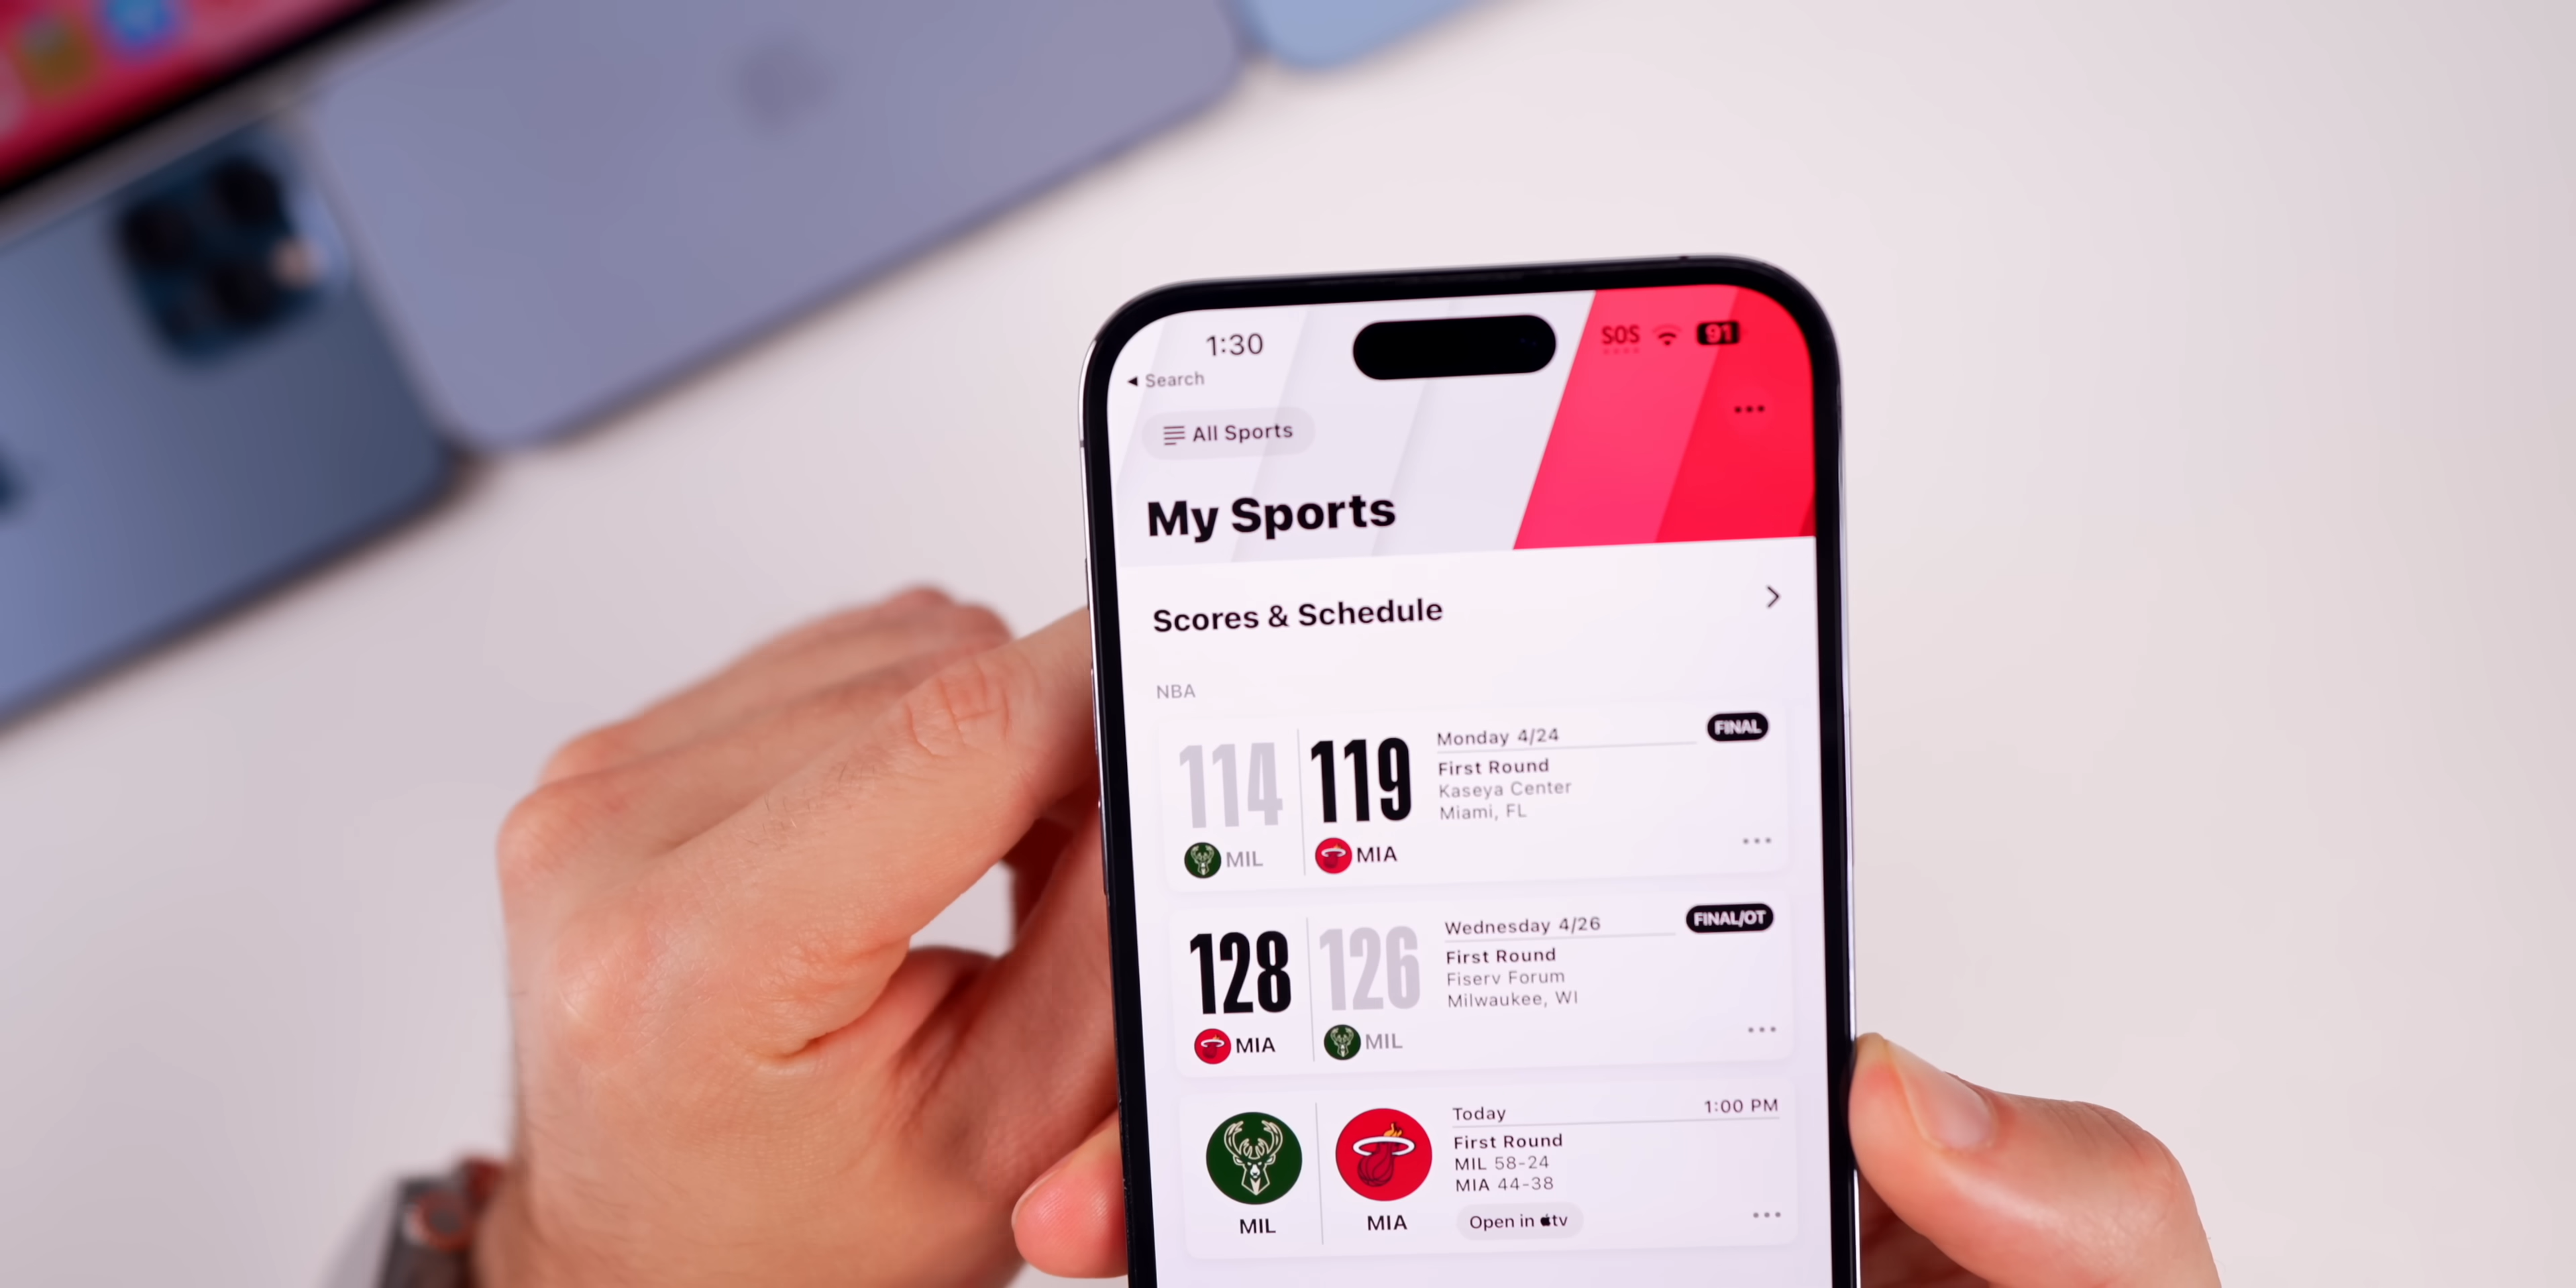 1:30
SOS 91
◀ Search
All Sports
My Sports
Scores & Schedule
NBA
114
MIL
119
MIA
Monday 4/24
FINAL
First Round
Kaseya Center
Miami, FL
128
MIA
126
MIL
Wednesday 4/26
FINAL/OT
First Round
Fiserv Forum
Milwaukee, WI
MIL
MIA
Today
1:00 PM
First Round
MIL 58-24
MIA 44-38
Open in tv